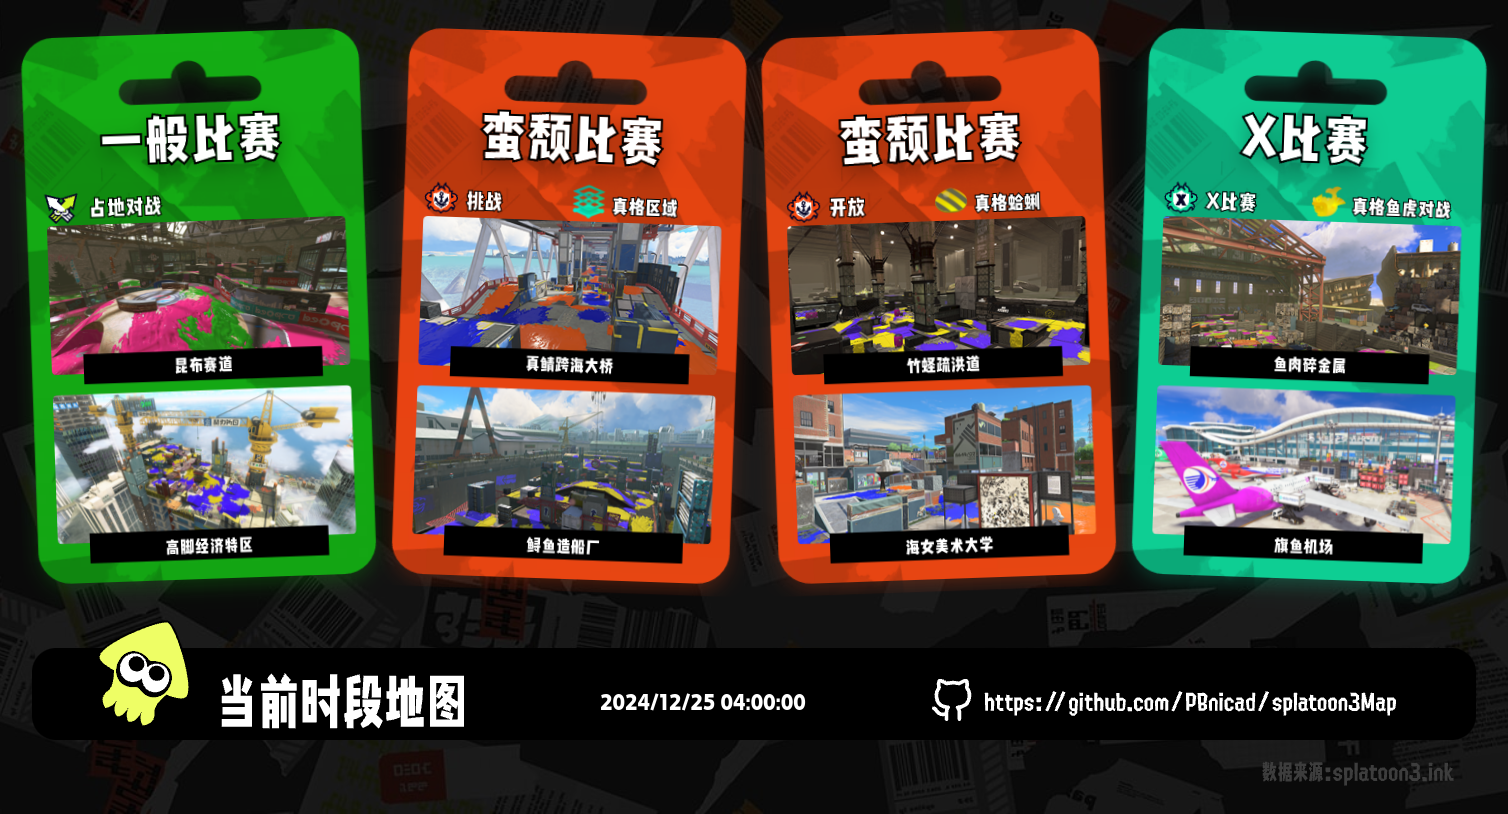 一般比赛
占地对战
昆布赛道
高脚经济特区
蛮颓比赛
挑战
真格区域
真鲷跨海大桥
鲟鱼造船厂
蛮颓比赛
开放
真格蛤蜊
竹蛏疏洪道
海女美术大学
X比赛
X比赛
真格鱼虎对战
鱼肉碎金属
旗鱼机场
当前时段地图
2024/12/25 04:00:00
https://github.com/PBnicad/splatoon3Map
数据来源:splatoon3.ink